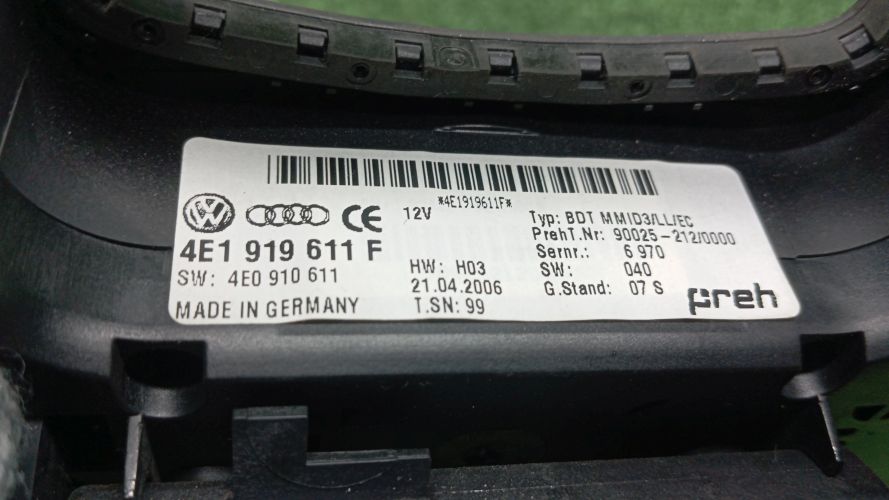 *4E1919611F*
12V
4E1 919 611 F
SW: 4E0 910 611
MADE IN GERMANY
HW: H03
21.04.2006
T.SN: 99
Typ: BDT MMID3/LL/EC
PrehT.Nr: 90025-212/0000
Sernr.: 6 970
SW: 040
G.Stand: 07 S
preh